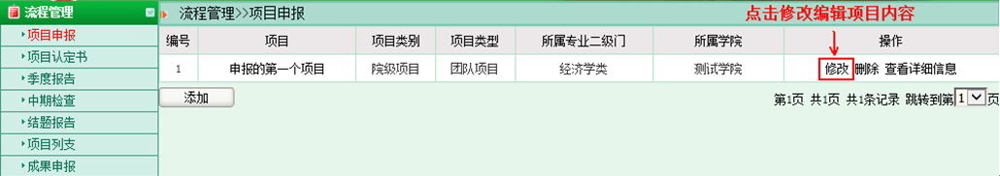 流程管理
项目申报
项目认定书
季度报告
中期检查
结题报告
项目列支
成果申报
流程管理>>项目申报
点击修改编辑项目内容
编号 项目 项目类别 项目类型 所属专业二级门 所属学院 操作
1 申报的第一个项目 院级项目 团队项目 经济学类 测试学院 修改 删除 查看详细信息
添加
第1页 共1页 共1条记录 跳转到第 1 页